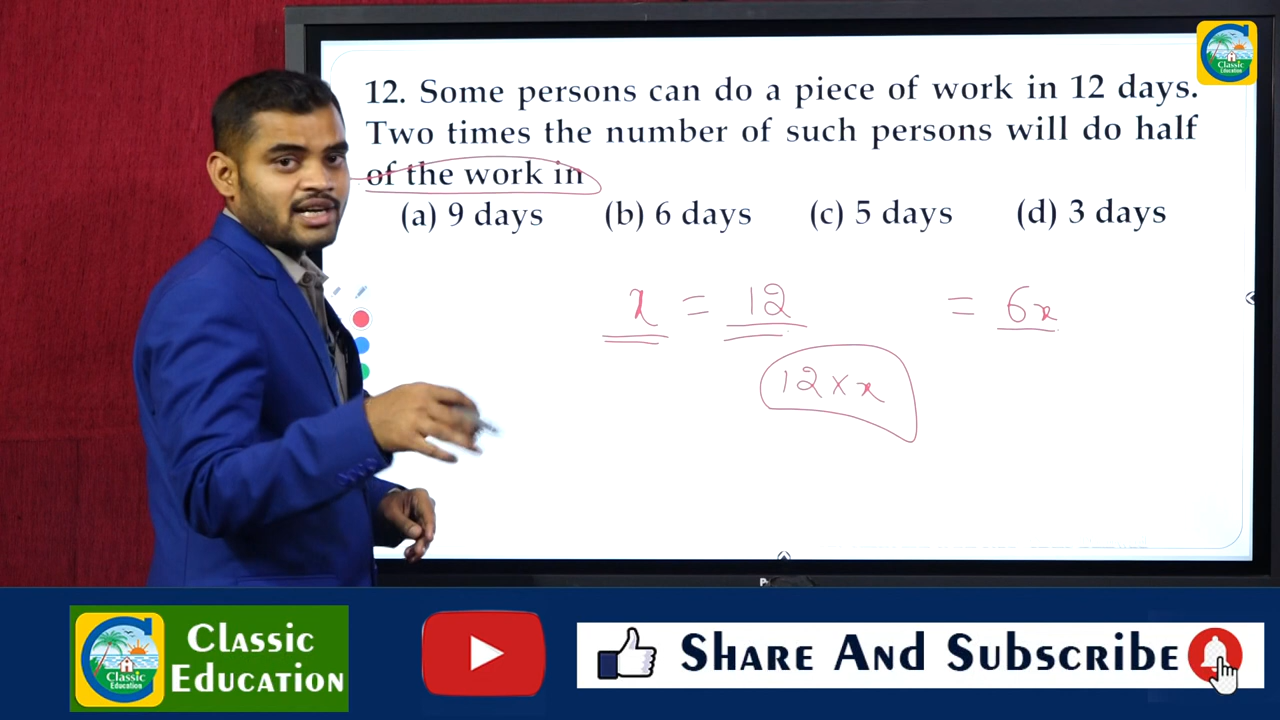 Classic
Education
12. Some persons can do a piece of work in 12 days.
Two times the number of such persons will do half
of the work in
(a) 9 days (b) 6 days (c) 5 days (d) 3 days
x = 12 = 6x
12 × x
Classic
Education
Classic
Education
Share And Subscribe